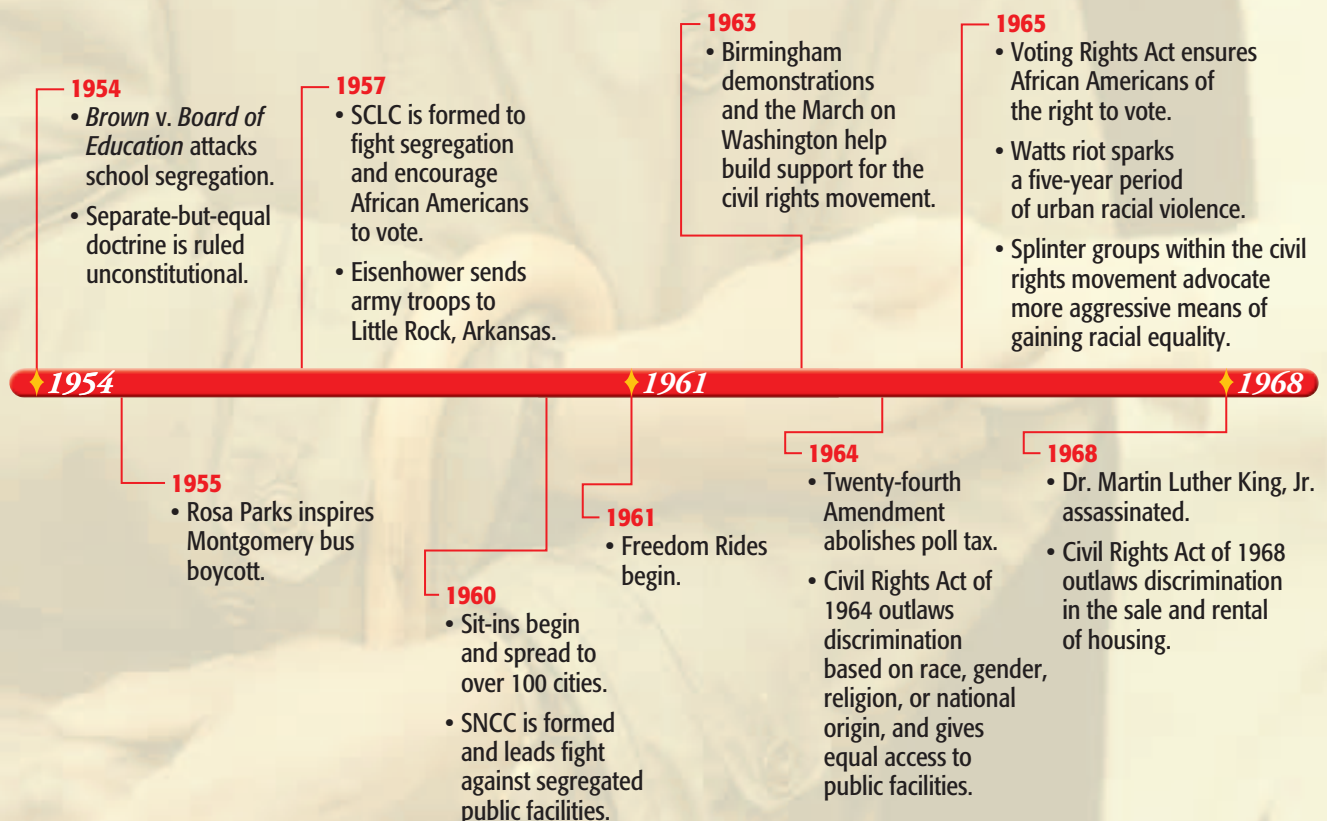 1954
• Brown v. Board of
Education attacks
school segregation.
• Separate-but-equal
doctrine is ruled
unconstitutional.
1957
• SCLC is formed to
fight segregation
and encourage
African Americans
to vote.
• Eisenhower sends
army troops to
Little Rock, Arkansas.
1963
• Birmingham
demonstrations
and the March on
Washington help
build support for the
civil rights movement.
1965
• Voting Rights Act ensures
African Americans of
the right to vote.
• Watts riot sparks
a five-year period
of urban racial violence.
• Splinter groups within the civil
rights movement advocate
more aggressive means of
gaining racial equality.
1954
1961
1968
1955
• Rosa Parks inspires
Montgomery bus
boycott.
1960
• Sit-ins begin
and spread to
over 100 cities.
• SNCC is formed
and leads fight
against segregated
public facilities.
1961
• Freedom Rides
begin.
1964
• Twenty-fourth
Amendment
abolishes poll tax.
• Civil Rights Act of
1964 outlaws
discrimination
based on race, gender,
religion, or national
origin, and gives
equal access to
public facilities.
1968
• Dr. Martin Luther King, Jr.
assassinated.
• Civil Rights Act of 1968
outlaws discrimination
in the sale and rental
of housing.